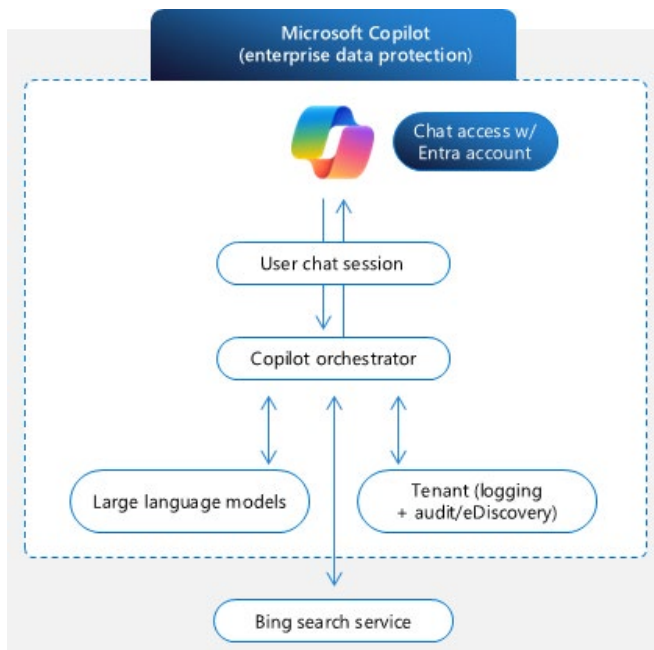 Microsoft Copilot
(enterprise data protection)
Chat access w/
Entra account
User chat session
Copilot orchestrator
Large language models
Tenant (logging
+ audit/eDiscovery)
Bing search service